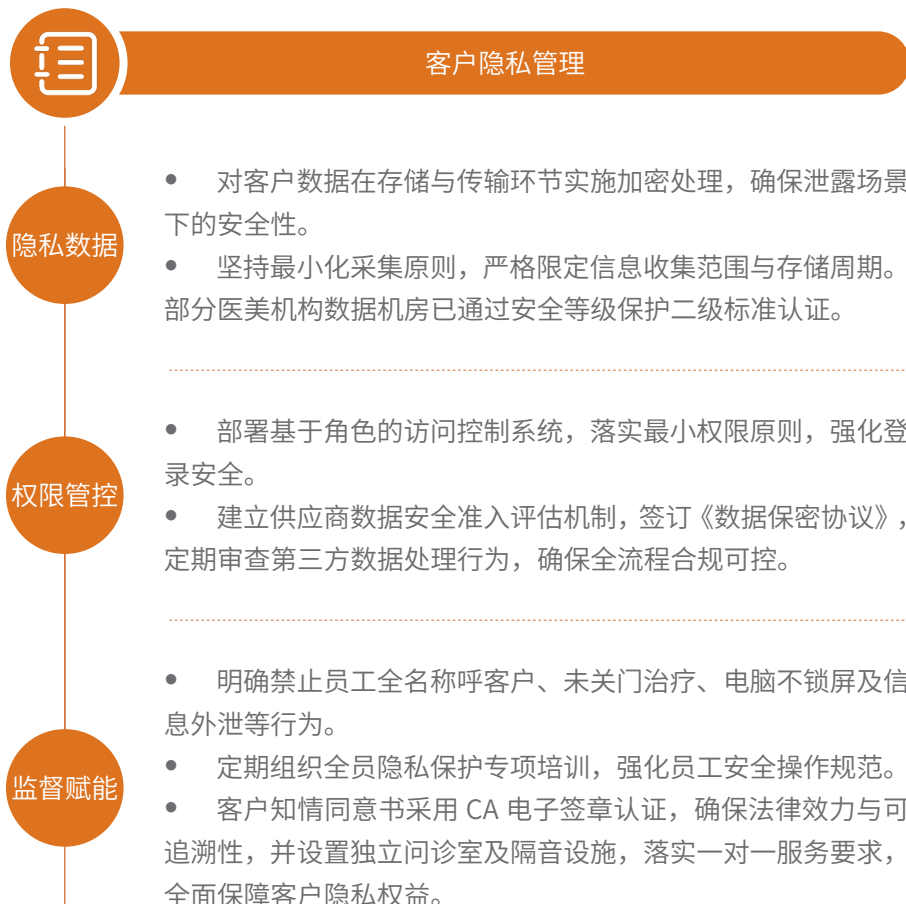 客户隐私管理
隐私数据
• 对客户数据在存储与传输环节实施加密处理，确保泄露场景
下的安全性。
• 坚持最小化采集原则，严格限定信息收集范围与存储周期。
部分医美机构数据机房已通过安全等级保护二级标准认证。
权限管控
• 部署基于角色的访问控制系统，落实最小权限原则，强化登
录安全。
• 建立供应商数据安全准入评估机制，签订《数据保密协议》，
定期审查第三方数据处理行为，确保全流程合规可控。
监督赋能
• 明确禁止员工全名称呼客户、未关门治疗、电脑不锁屏及信
息外泄等行为。
• 定期组织全员隐私保护专项培训，强化员工安全操作规范。
• 客户知情同意书采用 CA 电子签章认证，确保法律效力与可
追溯性，并设置独立问诊室及隔音设施，落实一对一服务要求，
全面保障客户隐私权益。